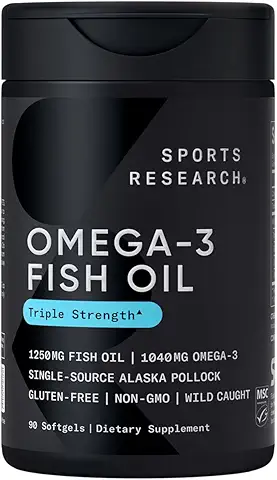 SPORTS
RESEARCH®
OMEGA-3
FISH OIL
Triple Strength▲
1250MG FISH OIL | 1040MG OMEGA-3
SINGLE-SOURCE ALASKA POLLOCK
GLUTEN-FREE | NON-GMO | WILD CAUGHT
90 Softgels | Dietary Supplement
MSC